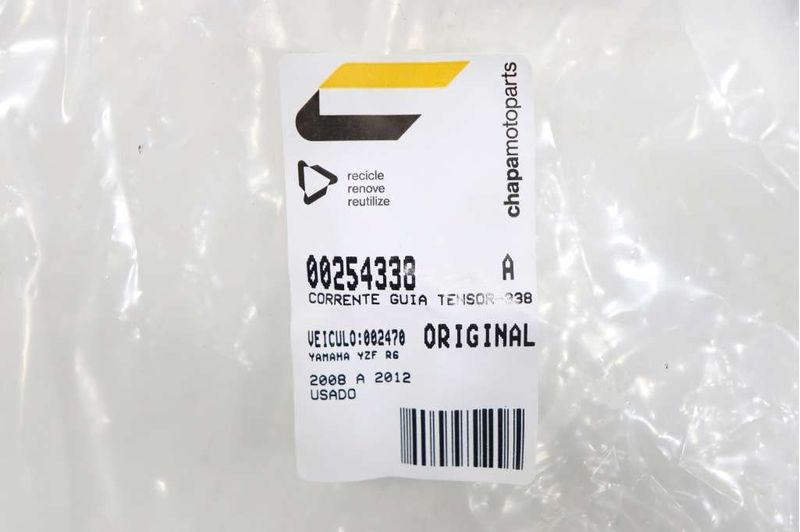 chapamotoparts
recicle
renove
reutilize
00254338 A
CORRENTE GUIA TENSOR-338
VEICULO:002470 ORIGINAL
YAMAHA YZF R6
2008 A 2012
USADO